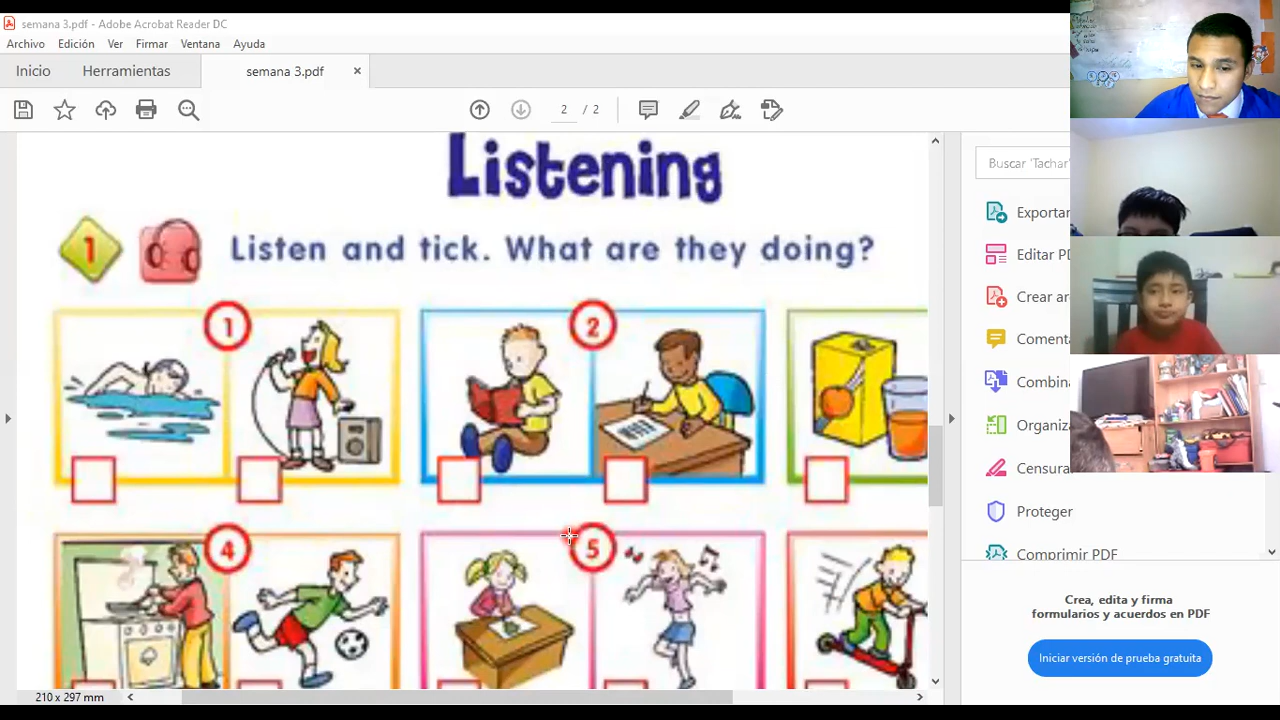 semana 3.pdf - Adobe Acrobat Reader DC
Archivo Edición Ver Firmar Ventana Ayuda
Inicio Herramientas semana 3.pdf ×
2 / 2
Buscar 'Tachar'
Listening
1 Listen and tick. What are they doing?
1 2
4 5
Exportar
Editar PD
Crear ar
Comenta
Combina
Organiza
Censura
Proteger
Comprimir PDF
Crea, edita y firma
formularios y acuerdos en PDF
Iniciar versión de prueba gratuita
210 x 297 mm